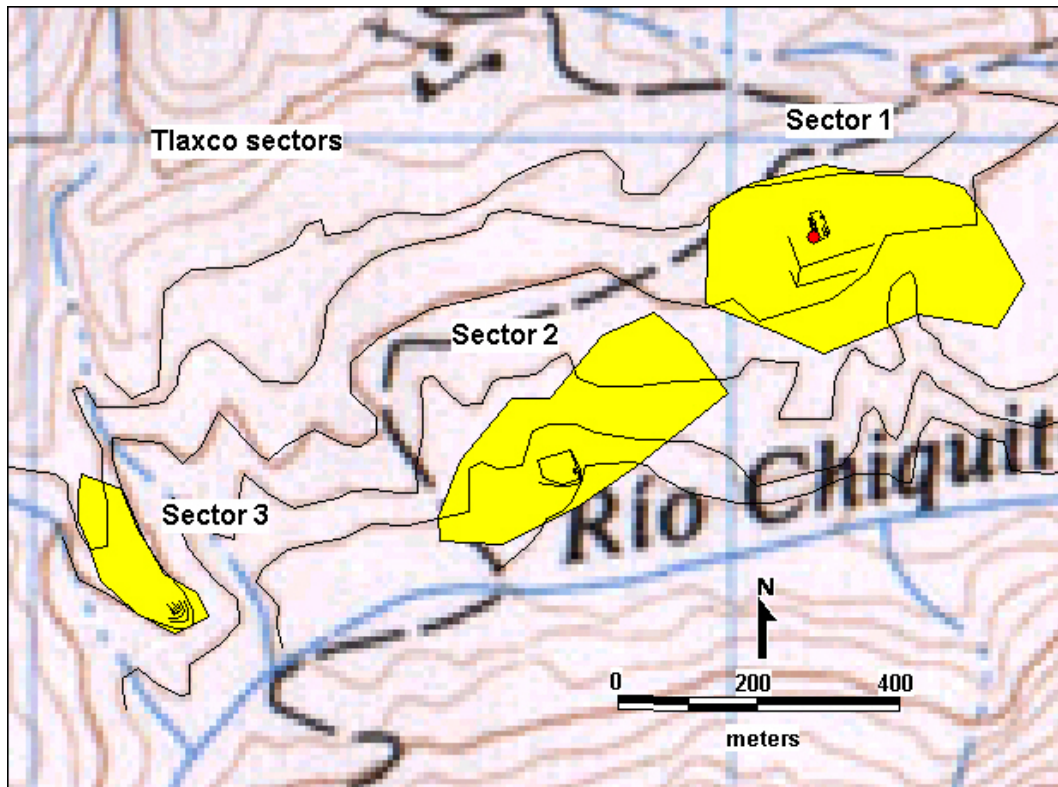 Sector 1
Tlaxco sectors
Sector 2
Río Chiquit
Sector 3
N
0 200 400
meters